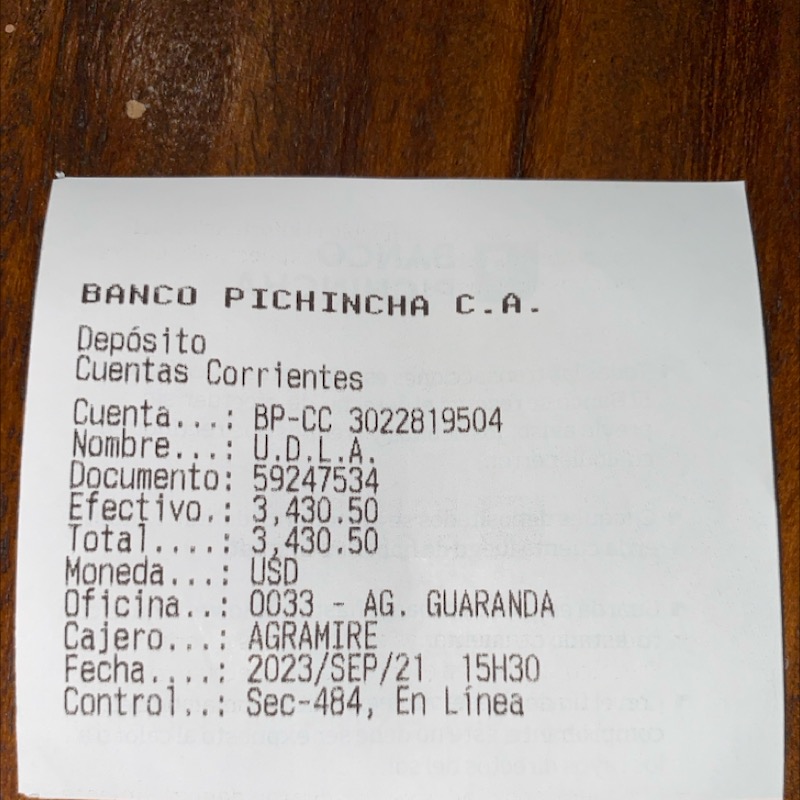 BANCO PICHINCHA C.A.
Depósito
Cuentas Corrientes
Cuenta...: BP-CC 3022819504
Nombre...: U.D.L.A.
Documento: 59247534
Efectivo.: 3,430.50
Total....: 3,430.50
Moneda...: USD
Oficina..: 0033 - AG. GUARANDA
Cajero...: AGRAMIRE
Fecha....: 2023/SEP/21 15H30
Control..: Sec-484, En Línea